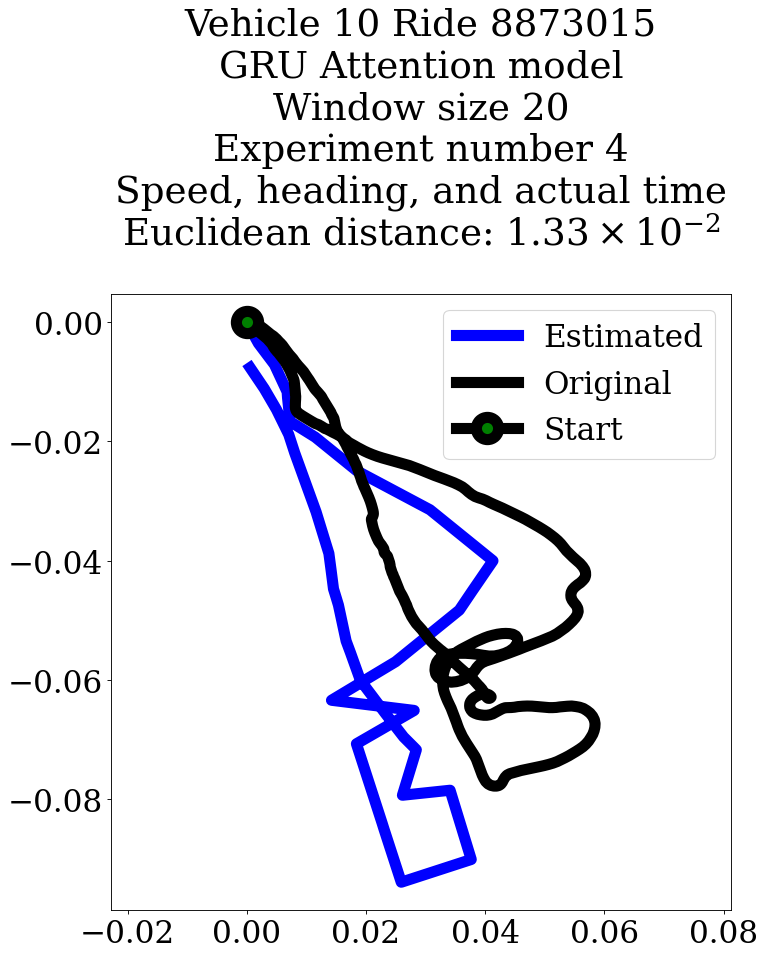 Vehicle 10 Ride 8873015
GRU Attention model
Window size 20
Experiment number 4
Speed, heading, and actual time
Euclidean distance: 1.33 × 10⁻²
Estimated
Original
Start
0.00
−0.02
−0.04
−0.06
−0.08
−0.02 0.00 0.02 0.04 0.06 0.08